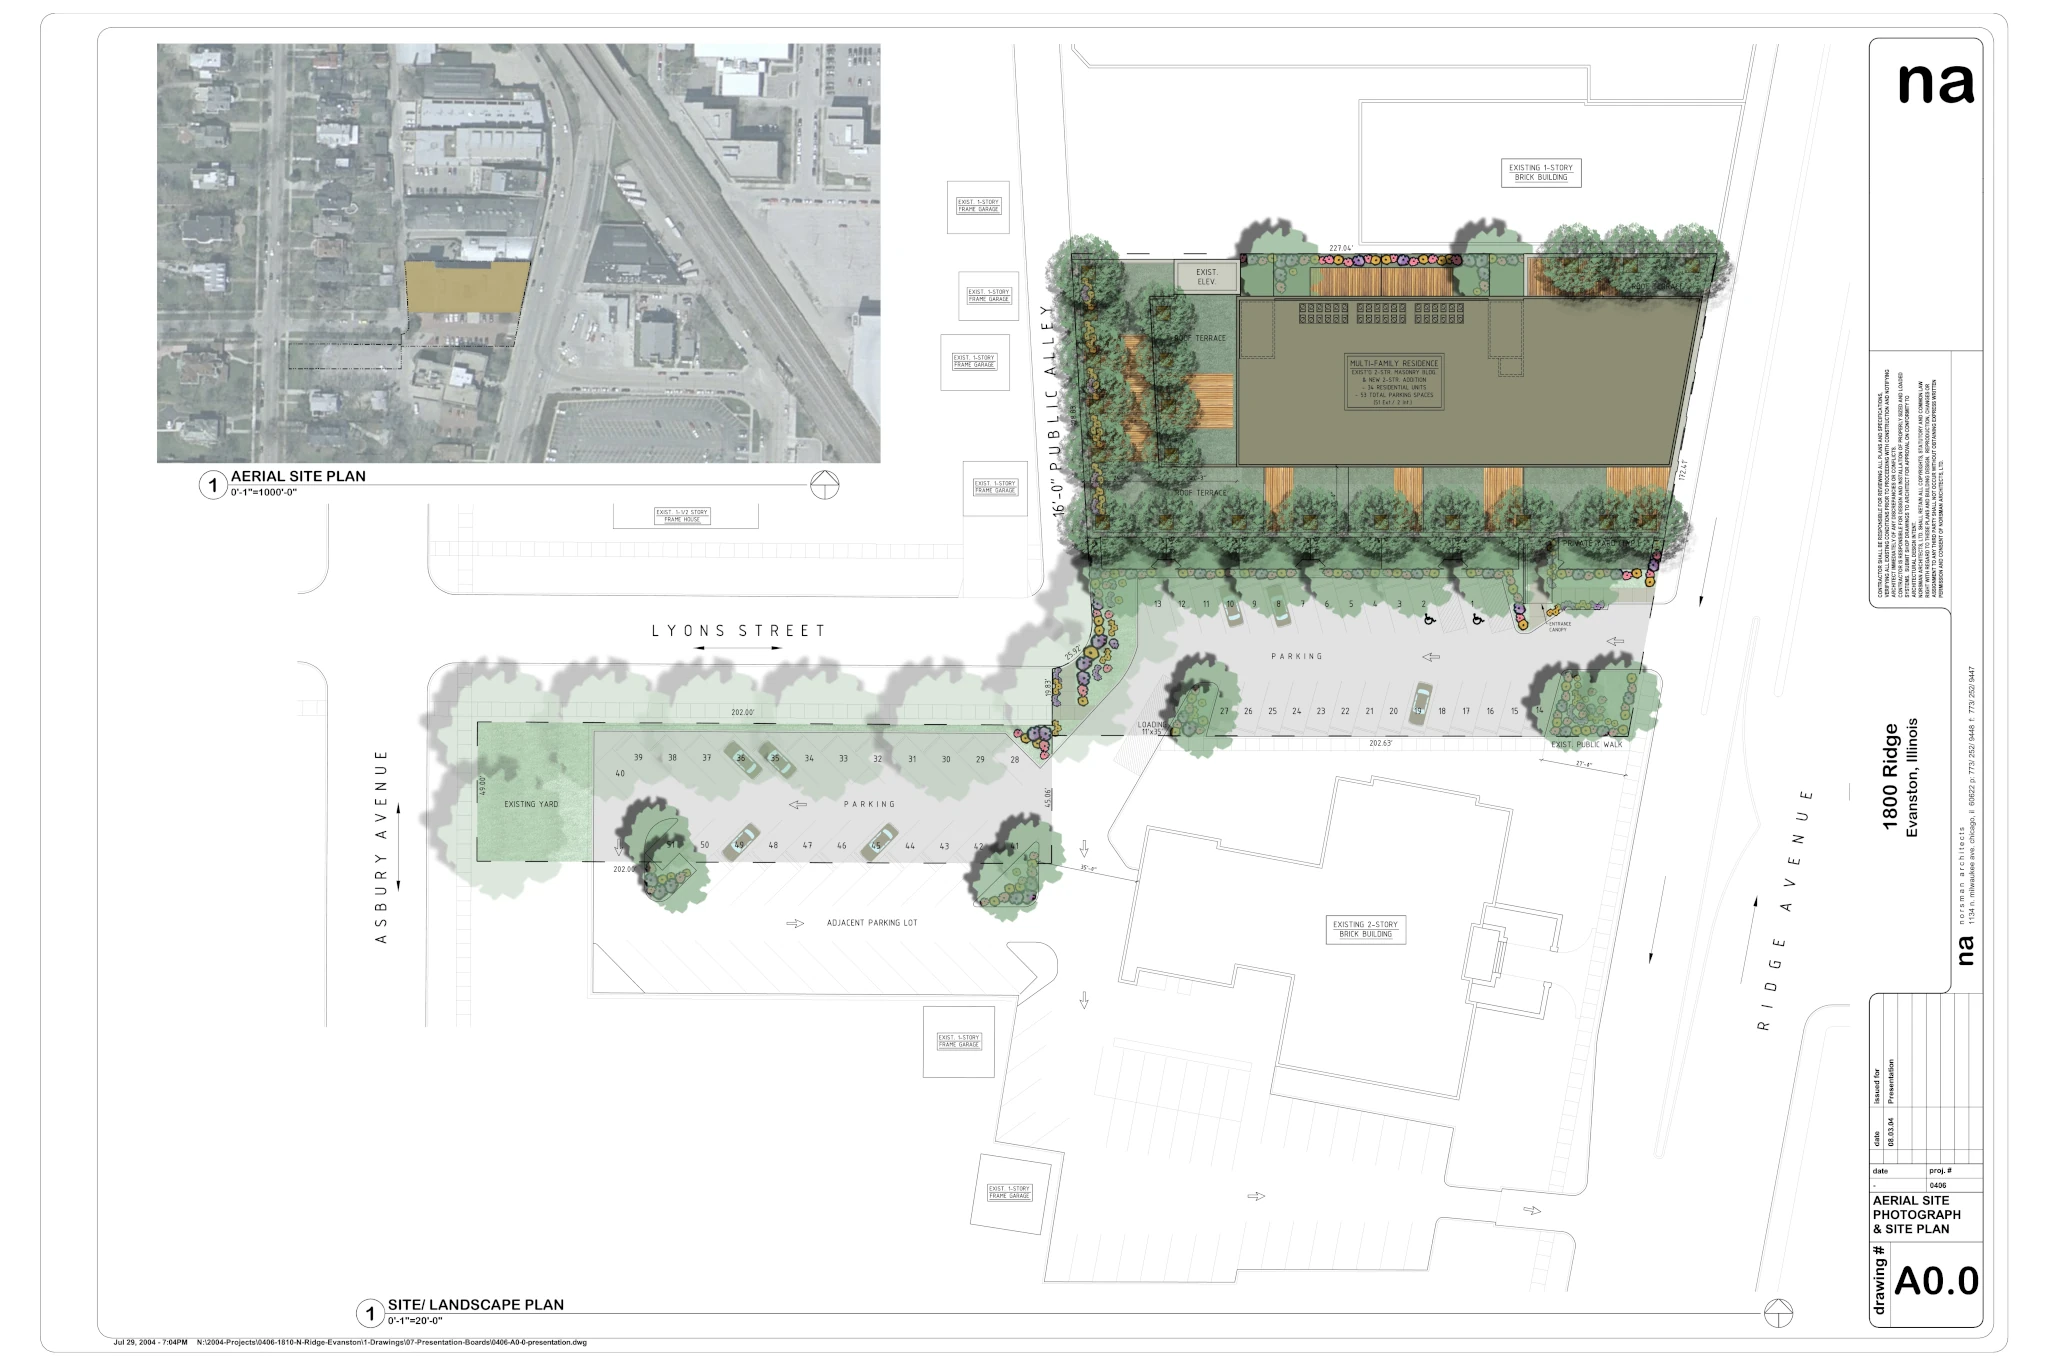 na
1
AERIAL SITE PLAN
0'-1"=1000'-0"
EXISTING 1-STORY
BRICK BUILDING
EXIST. 1-STORY
FRAME GARAGE
EXIST. 1-STORY
FRAME GARAGE
EXIST. 1-STORY
FRAME GARAGE
EXIST. 1-STORY
FRAME GARAGE
EXIST. 1-1/2 STORY
FRAME HOUSE
16'-0" PUBLIC ALLEY
227.04'
EXIST.
ELEV.
ROOF TERRACE
ROOF TERRACE
MULTI-FAMILY RESIDENCE
EXIST'G 2-STR. MASONRY BLDG
& NEW 2-STR. ADDITION
- 34 RESIDENTIAL UNITS
- 53 TOTAL PARKING SPACES
ROOF TERRACE
172.41'
13 12 11 10 9 8 7 6 5 4 3 2 1
ENTRANCE
CANOPY
PARKING
27 26 25 24 23 22 21 20 19 18 17 16 15 14
LOADING
11'x35'
202.63'
EXIST. PUBLIC WALK
27'-4"
LYONS STREET
25.92'
19.83'
202.00'
49.00'
EXISTING YARD
40 39 38 37 36 35 34 33 32 31 30 29 28
PARKING
45.06'
51 50 49 48 47 46 45 44 43 42 41
202.00'
35'-0"
ADJACENT PARKING LOT
ASBURY AVENUE
EXISTING 2-STORY
BRICK BUILDING
RIDGE AVENUE
EXIST. 1-STORY
FRAME GARAGE
EXIST. 1-STORY
FRAME GARAGE
1
SITE/ LANDSCAPE PLAN
0'-1"=20'-0"
Jul 29, 2004 - 7:04PM N:\2004-Projects\0406-1810-N-Ridge-Evanston\1-Drawings\07-Presentation-Boards\0406-A0-0-presentation.dwg
CONTRACTOR SHALL BE RESPONSIBLE FOR REVIEWING ALL PLANS AND SPECIFICATIONS,
VERIFYING ALL EXISTING CONDITIONS PRIOR TO PROCEEDING WITH CONSTRUCTION AND NOTIFYING
ARCHITECT IMMEDIATELY OF ANY DISCREPANCIES OR CONFLICTS.
CONTRACTOR IS RESPONSIBLE FOR DESIGN AND INSTALLATION OF PROPERLY SIZED AND LOADED
SYSTEMS. SUBMIT SHOP DRAWINGS TO ARCHITECT FOR APPROVAL ON CONFORMITY TO
ARCHITECTURAL DESIGN INTENT.
NORSMAN ARCHITECTS, LTD. SHALL RETAIN ALL COPYRIGHTS, STATUTORY AND COMMON LAW
RIGHT WITH REGARD TO THESE PLANS AND BUILDING DESIGN. REPRODUCTION, CHANGES OR
ASSIGNMENT TO ANY THIRD PARTY SHALL NOT OCCUR WITHOUT OBTAINING EXPRESS WRITTEN
PERMISSION AND CONSENT OF NORSMAN ARCHITECTS, LTD.
1800 Ridge
Evanston, Illinois
na norsman architects
1134 n. milwaukee ave. chicago, il 60622 p: 773/ 252/ 9448 f: 773/ 252/ 9447
date issued for
08.03.04 Presentation
date proj. #
- 0406
AERIAL SITE
PHOTOGRAPH
& SITE PLAN
drawing #
A0.0